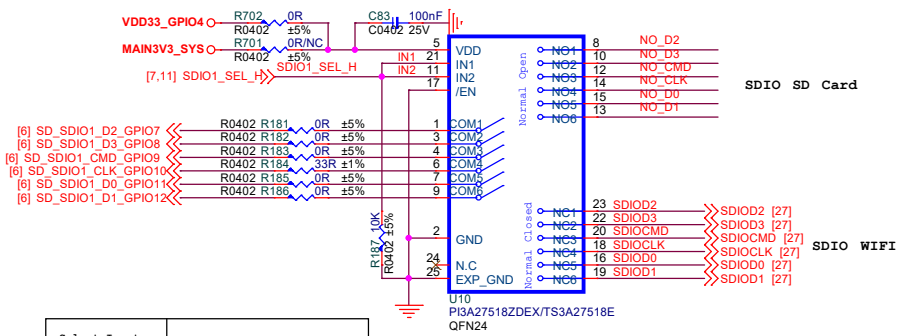 VDD33_GPIO4
R702
0R
R0402
±5%
C83
100nF
C0402
25V
MAIN3V3_SYS
R701
0R/NC
R0402
±5%
[7,11] SDIO1_SEL_H
SDIO1_SEL_H
IN1
IN2
5
21
11
17
VDD
IN1
IN2
/EN
[6] SD_SDIO1_D2_GPIO7
R0402 R181 0R ±5%
1
COM1
[6] SD_SDIO1_D3_GPIO8
R0402 R182 0R ±5%
3
COM2
[6] SD_SDIO1_CMD_GPIO9
R0402 R183 0R ±5%
4
COM3
[6] SD_SDIO1_CLK_GPIO10
R0402 R184 33R ±1%
6
COM4
[6] SD_SDIO1_D0_GPIO11
R0402 R185 0R ±5%
7
COM5
[6] SD_SDIO1_D1_GPIO12
R0402 R186 0R ±5%
9
COM6
R187 10K
R0402 ±5%
2
GND
24
N.C
25
EXP_GND
Normal Open
NO1 8 NO_D2
NO2 10 NO_D3
NO3 12 NO_CMD
NO4 14 NO_CLK
NO5 15 NO_D0
NO6 13 NO_D1
SDIO SD Card
Normal Closed
NC1 23 SDIOD2 SDIOD2 [27]
NC2 22 SDIOD3 SDIOD3 [27]
NC3 20 SDIOCMD SDIOCMD [27]
NC4 18 SDIOCLK SDIOCLK [27]
NC5 16 SDIOD0 SDIOD0 [27]
NC6 19 SDIOD1 SDIOD1 [27]
SDIO WIFI
U10
PI3A27518ZDEX/TS3A27518E
QFN24